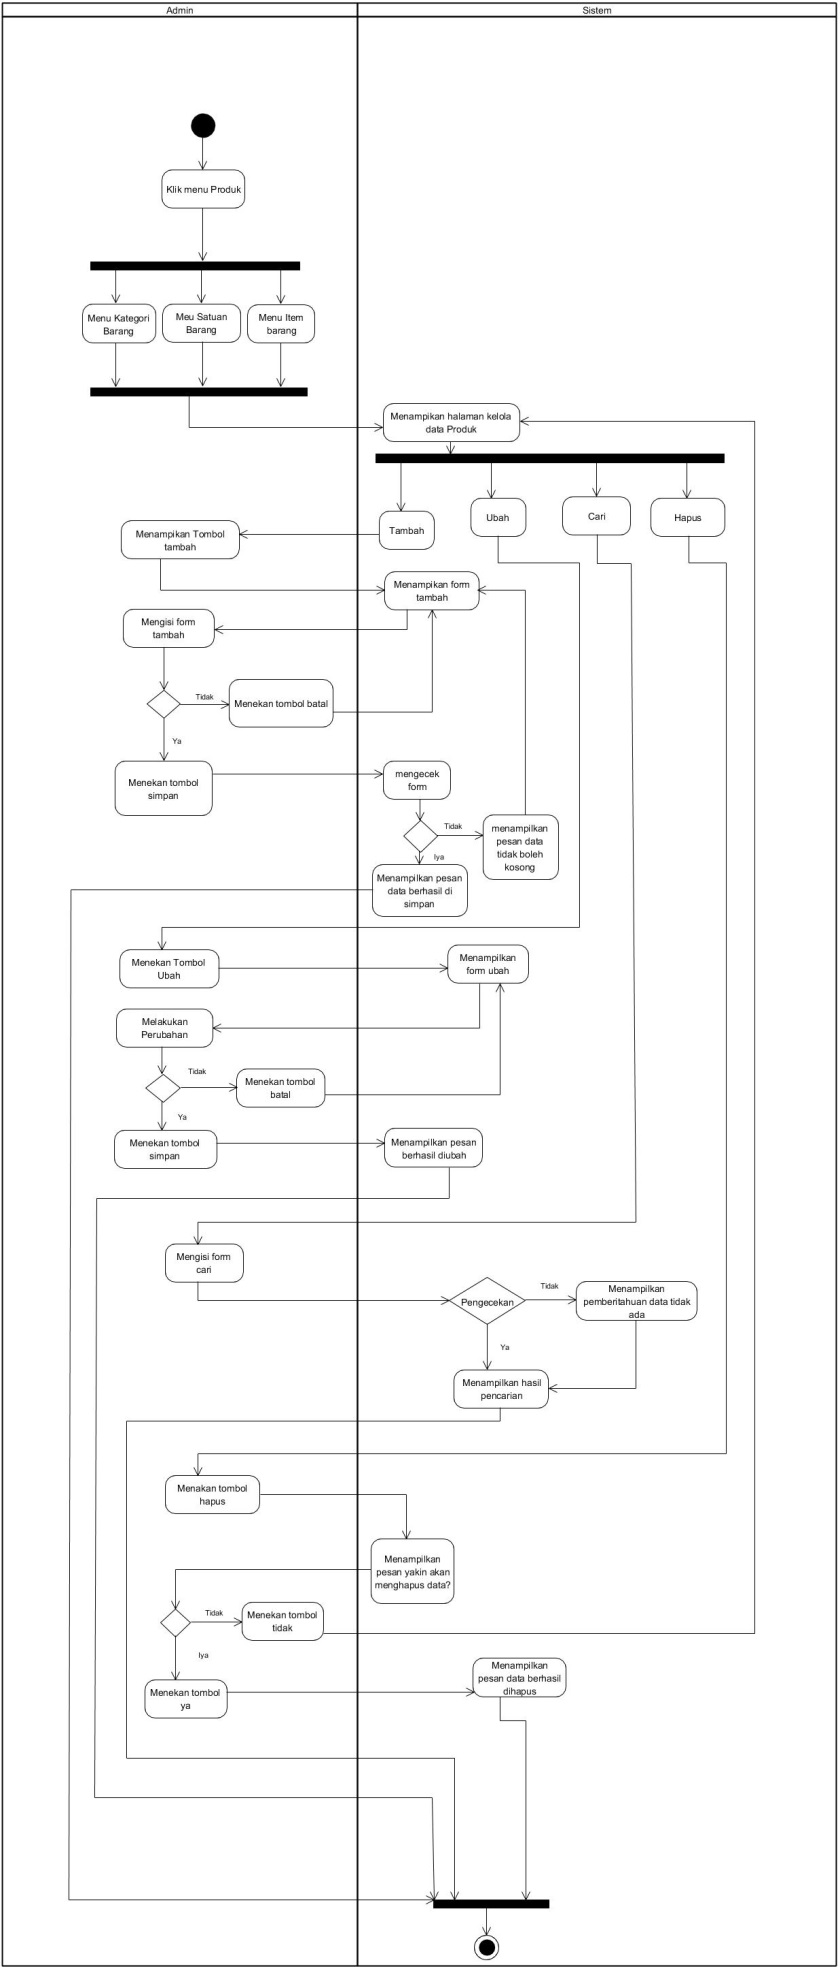 Admin
Sistem
Klik menu Produk
Menu Kategori
Barang
Meu Satuan
Barang
Menu Item
barang
Menampikan halaman kelola
data Produk
Tambah
Ubah
Cari
Hapus
Menampikan Tombol
tambah
Menampikan form
tambah
Mengisi form
tambah
Tidak
Menekan tombol batal
Ya
Menekan tombol
simpan
mengecek
form
Tidak
menampilkan
pesan data
tidak boleh
kosong
Iya
Menampilkan pesan
data berhasil di
simpan
Menekan Tombol
Ubah
Menampilkan
form ubah
Melakukan
Perubahan
Tidak
Menekan tombol
batal
Ya
Menekan tombol
simpan
Menampilkan pesan
berhasil diubah
Mengisi form
cari
Pengecekan
Tidak
Menampilkan
pemberitahuan data tidak
ada
Ya
Menampilkan hasil
pencarian
Menakan tombol
hapus
Menampilkan
pesan yakin akan
menghapus data?
Tidak
Menekan tombol
tidak
Iya
Menekan tombol
ya
Menampilkan
pesan data berhasil
dihapus